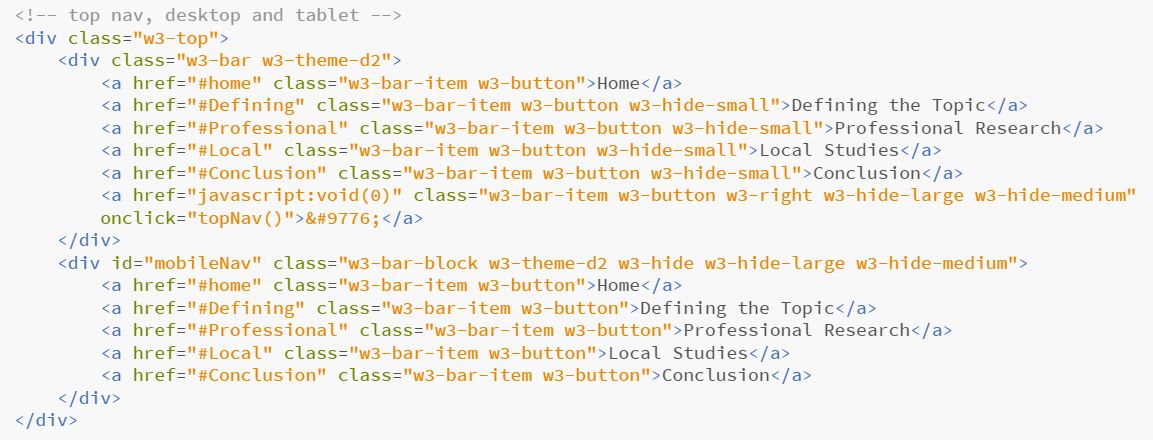 <!-- top nav, desktop and tablet -->
<div class="w3-top">
<div class="w3-bar w3-theme-d2">
<a href="#home" class="w3-bar-item w3-button">Home</a>
<a href="#Defining" class="w3-bar-item w3-button w3-hide-small">Defining the Topic</a>
<a href="#Professional" class="w3-bar-item w3-button w3-hide-small">Professional Research</a>
<a href="#Local" class="w3-bar-item w3-button w3-hide-small">Local Studies</a>
<a href="#Conclusion" class="w3-bar-item w3-button w3-hide-small">Conclusion</a>
<a href="javascript:void(0)" class="w3-bar-item w3-button w3-right w3-hide-large w3-hide-medium"
onclick="topNav()">&#9776;</a>
</div>
<div id="mobileNav" class="w3-bar-block w3-theme-d2 w3-hide w3-hide-large w3-hide-medium">
<a href="#home" class="w3-bar-item w3-button">Home</a>
<a href="#Defining" class="w3-bar-item w3-button">Defining the Topic</a>
<a href="#Professional" class="w3-bar-item w3-button">Professional Research</a>
<a href="#Local" class="w3-bar-item w3-button">Local Studies</a>
<a href="#Conclusion" class="w3-bar-item w3-button">Conclusion</a>
</div>
</div>